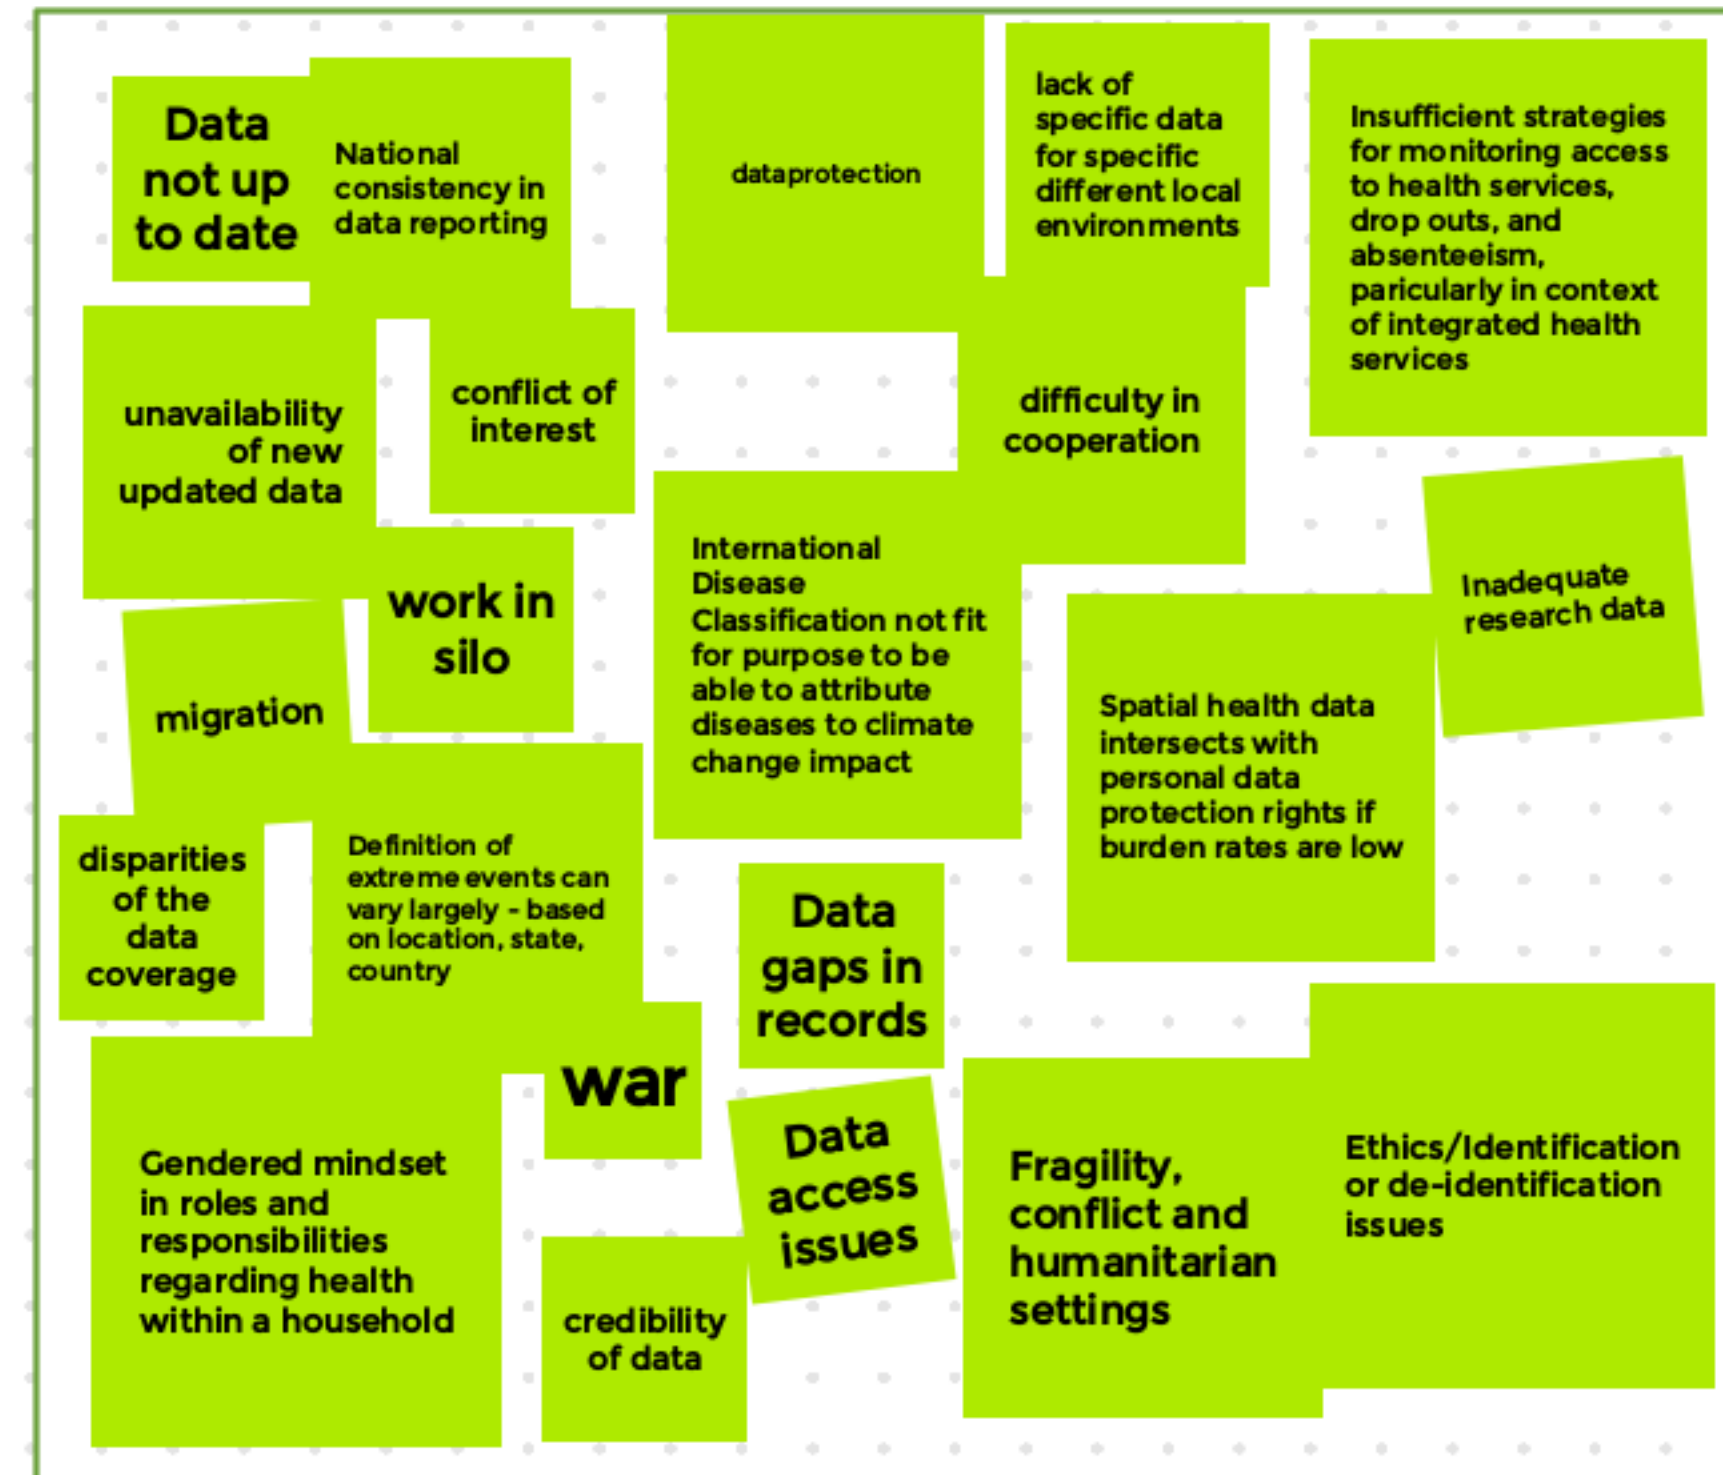 Data
not up
to date
National
consistency in
data reporting
dataprotection
lack of
specific data
for specific
different local
environments
Insufficient strategies
for monitoring access
to health services,
drop outs, and
absenteeism,
paricularly in context
of integrated health
services
unavailability
of new
updated data
conflict of
interest
difficulty in
cooperation
work in
silo
International
Disease
Classification not fit
for purpose to be
able to attribute
diseases to climate
change impact
Inadequate
research data
migration
Spatial health data
intersects with
personal data
protection rights if
burden rates are low
disparities
of the
data
coverage
Definition of
extreme events can
vary largely - based
on location, state,
country
Data
gaps in
records
war
Gendered mindset
in roles and
responsibilities
regarding health
within a household
Data
access
issues
Fragility,
conflict and
humanitarian
settings
Ethics/Identification
or de-identification
issues
credibility
of data